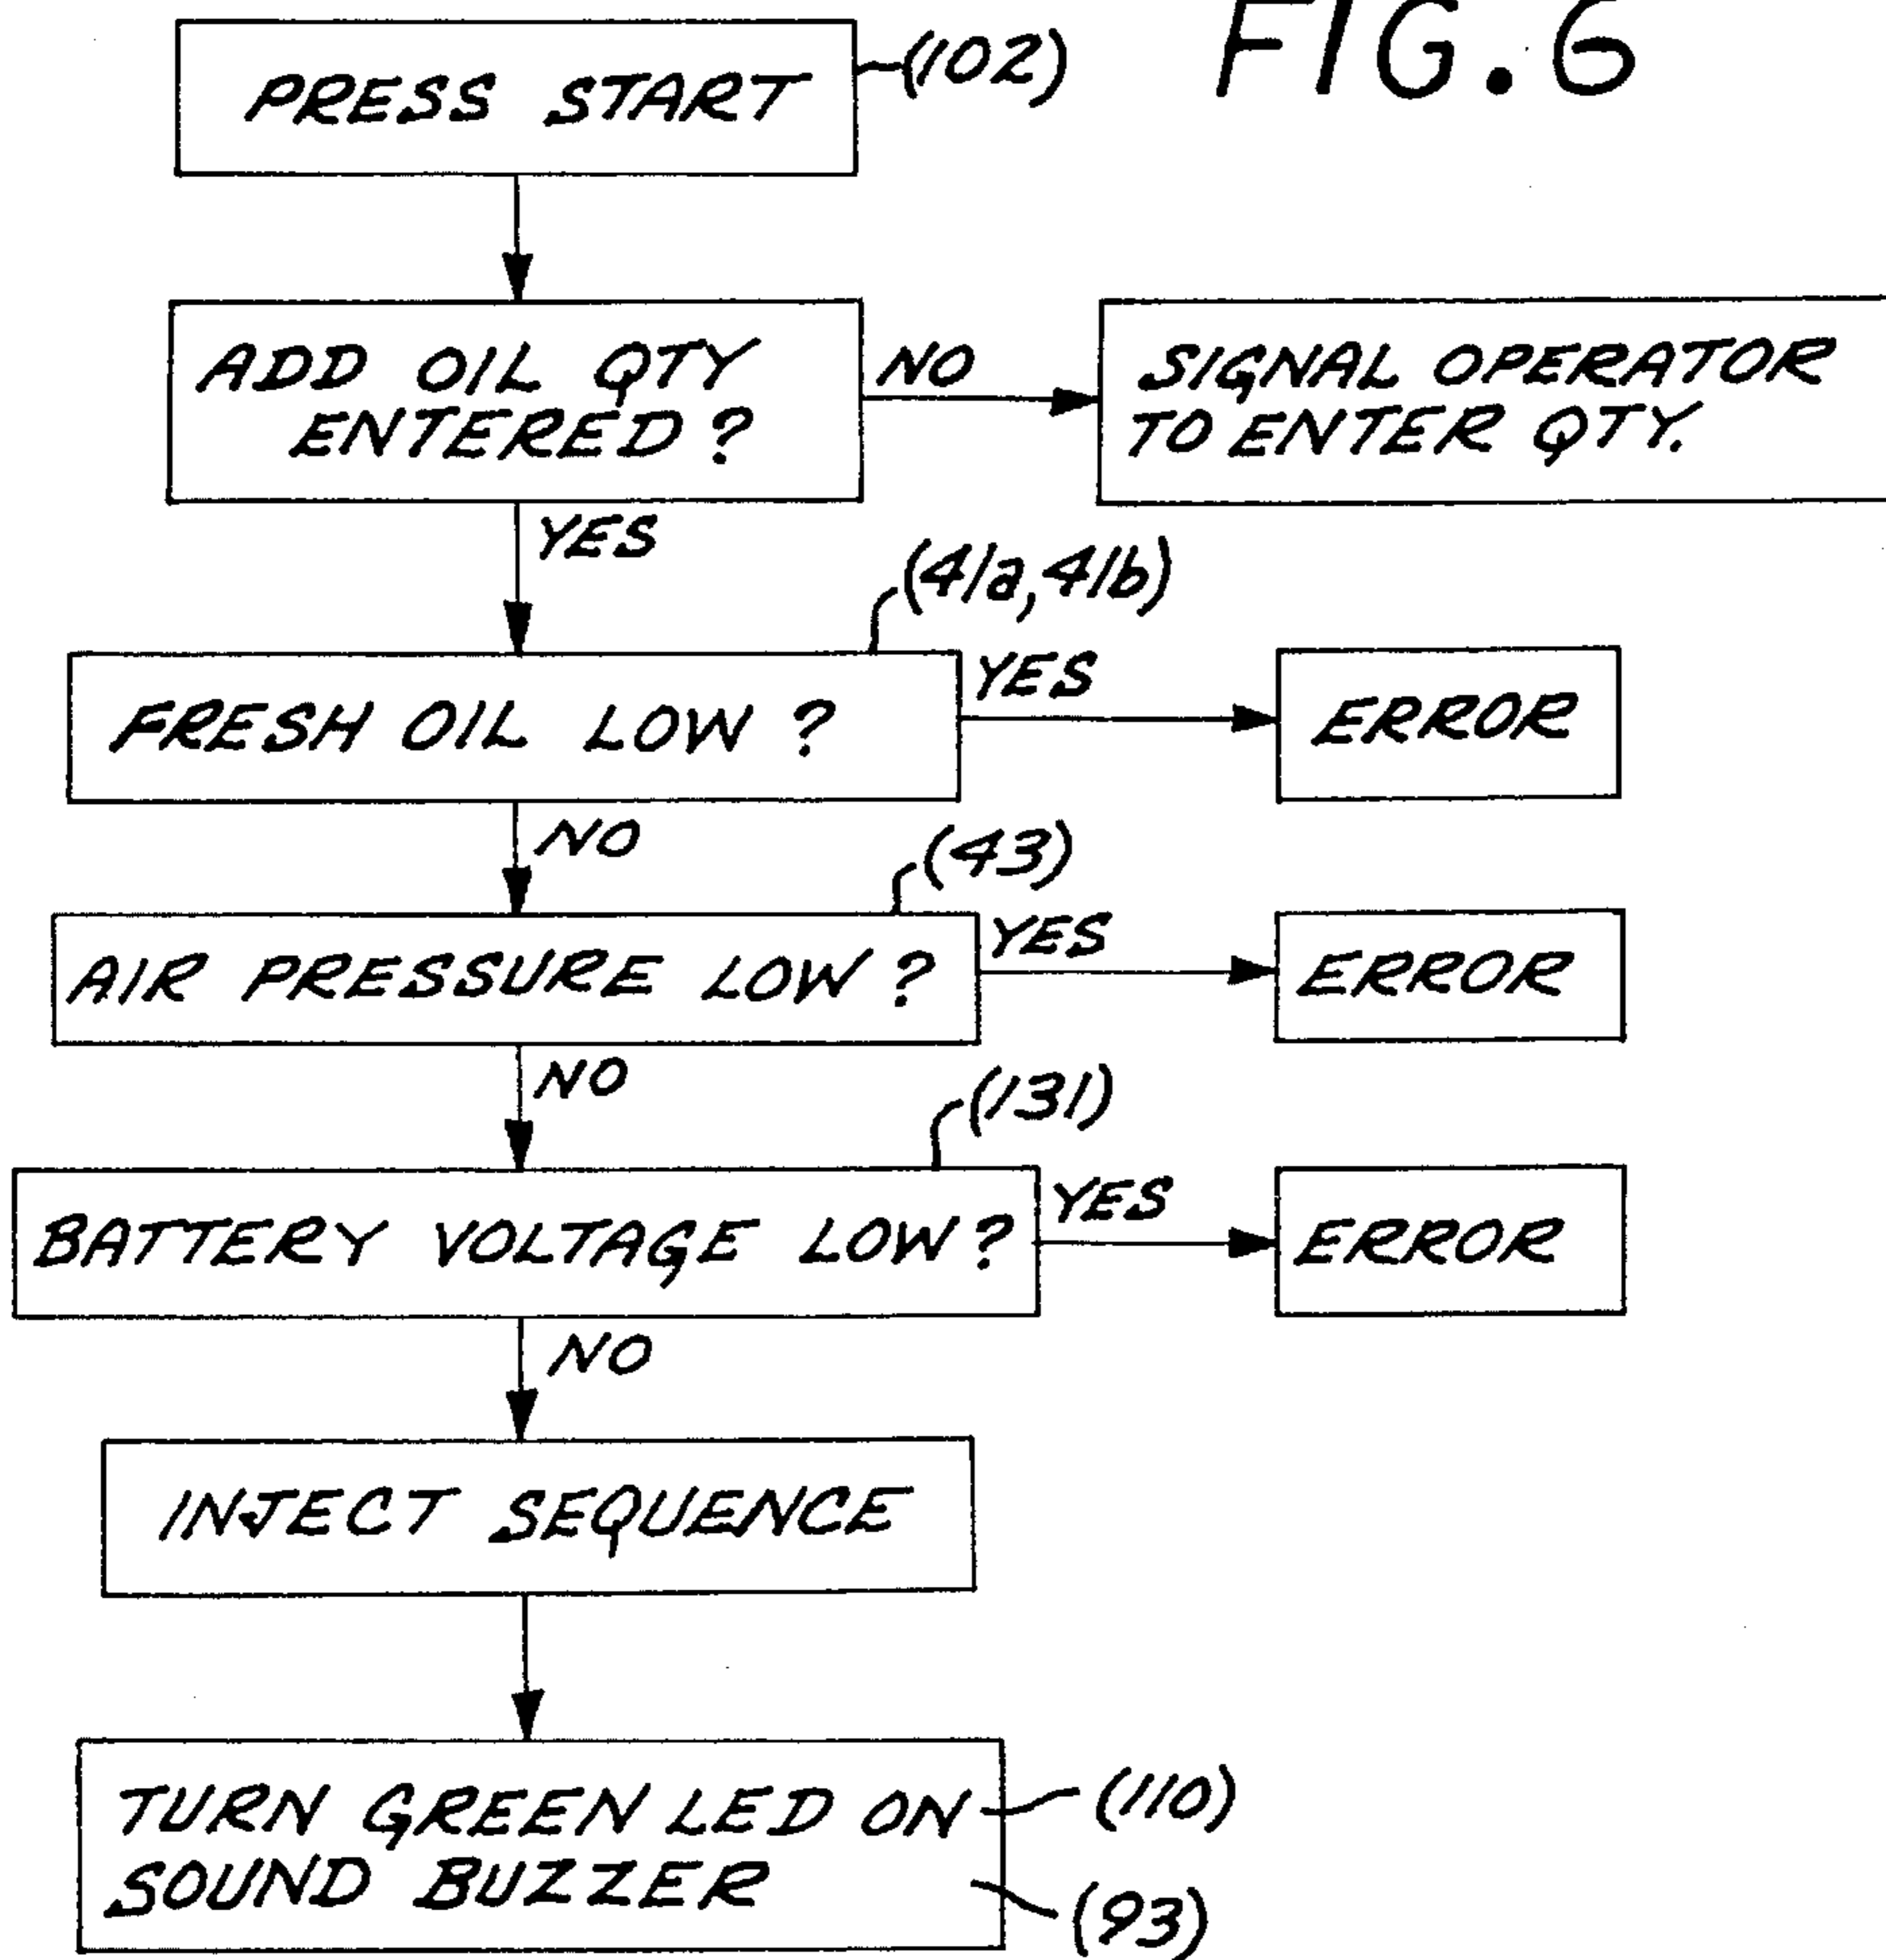 FIG. 6
PRESS START
(102)
ADD OIL QTY
ENTERED?
NO
SIGNAL OPERATOR
TO ENTER QTY.
YES
(41a, 41b)
FRESH OIL LOW?
YES
ERROR
NO
(43)
AIR PRESSURE LOW?
YES
ERROR
NO
(131)
BATTERY VOLTAGE LOW?
YES
ERROR
NO
INJECT SEQUENCE
TURN GREEN LED ON
(110)
SOUND BUZZER
(93)